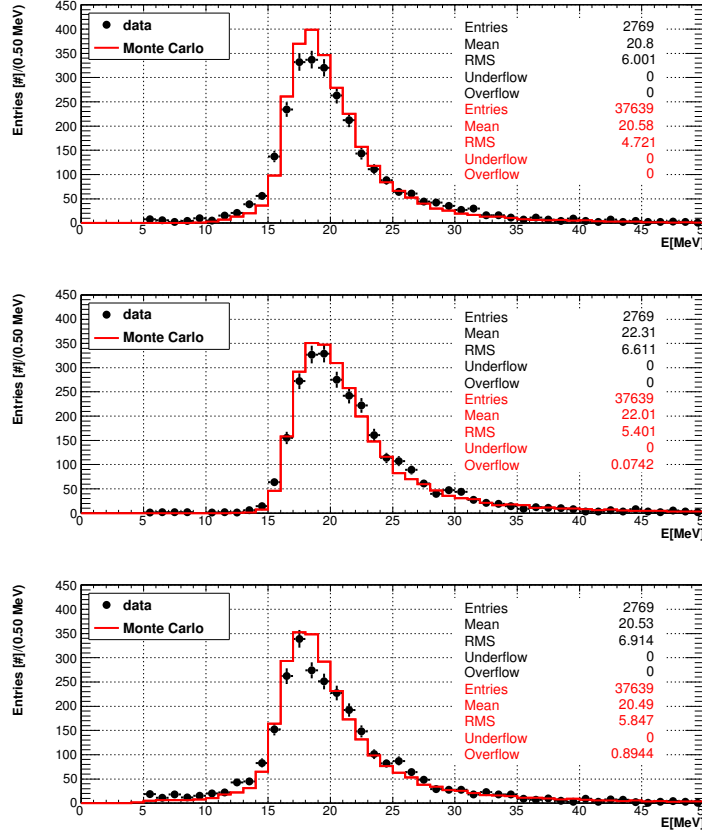 Entries [#]/(0.50 MeV)
450
400
350
300
250
200
150
100
50
0
data
Monte Carlo
Entries 2769
Mean 20.8
RMS 6.001
Underflow 0
Overflow 0
Entries 37639
Mean 20.58
RMS 4.721
Underflow 0
Overflow 0
0 5 10 15 20 25 30 35 40 45 50
E[MeV]
Entries [#]/(0.50 MeV)
450
400
350
300
250
200
150
100
50
0
data
Monte Carlo
Entries 2769
Mean 22.31
RMS 6.611
Underflow 0
Overflow 0
Entries 37639
Mean 22.01
RMS 5.401
Underflow 0
Overflow 0.0742
0 5 10 15 20 25 30 35 40 45 50
E[MeV]
Entries [#]/(0.50 MeV)
450
400
350
300
250
200
150
100
50
0
data
Monte Carlo
Entries 2769
Mean 20.53
RMS 6.914
Underflow 0
Overflow 0
Entries 37639
Mean 20.49
RMS 5.847
Underflow 0
Overflow 0.8944
0 5 10 15 20 25 30 35 40 45 50
E[MeV]